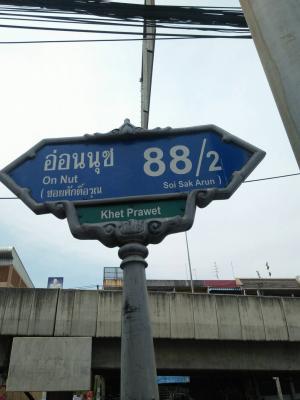 อ่อนนุช 88/2
On Nut
(ซอยศักดิ์อรุณ Soi Sak Arun)
Khet Prawet